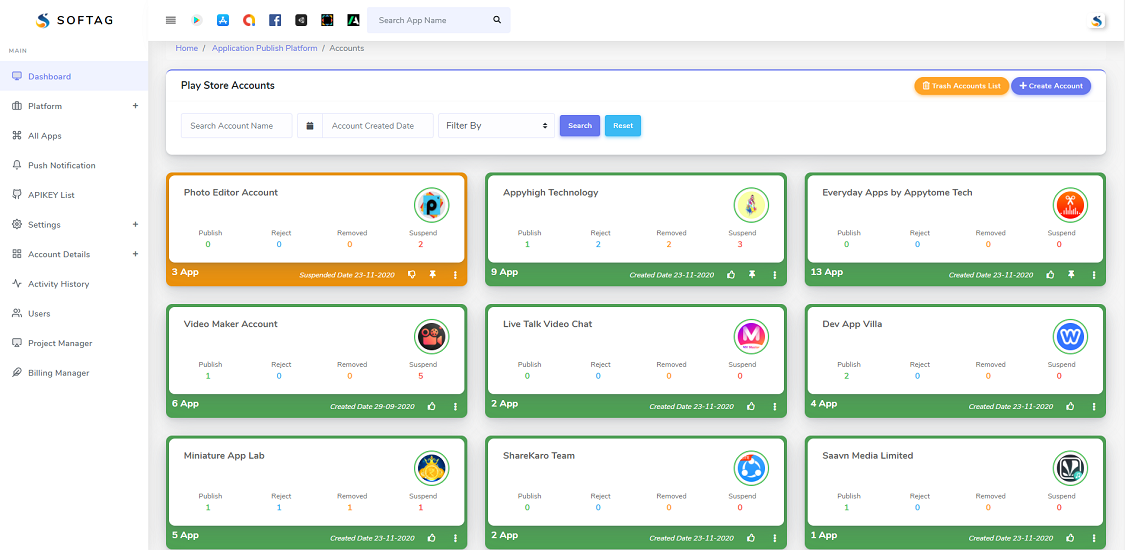 SOFTAG
Search App Name
MAIN
Dashboard
Platform
All Apps
Push Notification
APIKEY List
Settings
Account Details
Activity History
Users
Project Manager
Billing Manager
Home / Application Publish Platform / Accounts
Play Store Accounts
Trash Accounts List
Create Account
Search Account Name
Account Created Date
Filter By
Search
Reset
Photo Editor Account
Publish Reject Removed Suspend
0 0 0 2
3 App Suspended Date 23-11-2020
Appyhigh Technology
Publish Reject Removed Suspend
1 2 2 3
9 App Created Date 23-11-2020
Everyday Apps by Appytome Tech
Publish Reject Removed Suspend
0 0 0 0
13 App Created Date 23-11-2020
Video Maker Account
Publish Reject Removed Suspend
1 0 0 5
6 App Created Date 29-09-2020
Live Talk Video Chat
Publish Reject Removed Suspend
0 0 0 0
2 App Created Date 23-11-2020
Dev App Villa
Publish Reject Removed Suspend
2 0 0 0
4 App Created Date 23-11-2020
Miniature App Lab
Publish Reject Removed Suspend
1 1 1 1
5 App Created Date 23-11-2020
ShareKaro Team
Publish Reject Removed Suspend
0 0 0 0
2 App Created Date 23-11-2020
Saavn Media Limited
Publish Reject Removed Suspend
1 0 0 0
1 App Created Date 23-11-2020